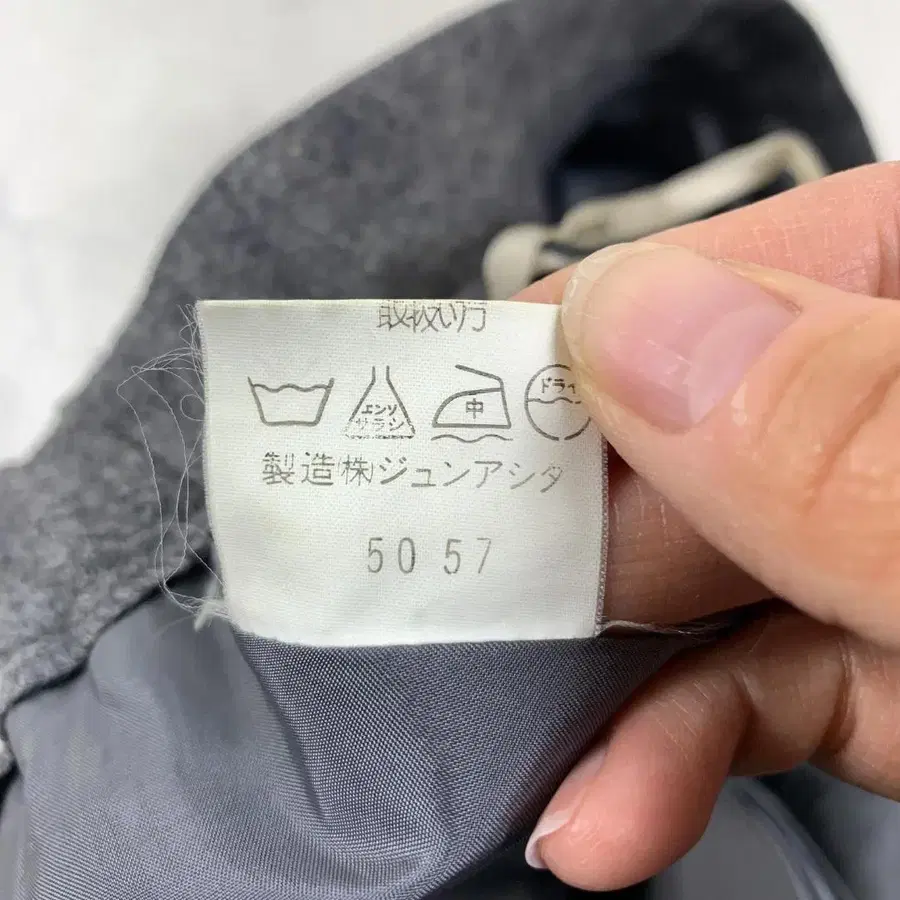 取扱い方
エンソ
サラシ
中
ドライ
製造(株)ジュンアシタ
50 57